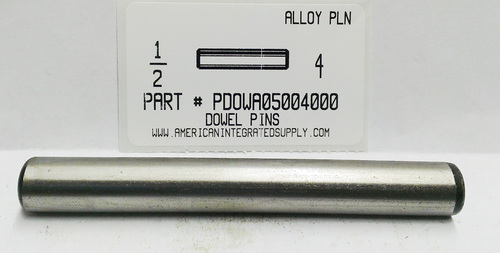 ALLOY PLN
1/2 4
PART # PDOWA05004000
DOWEL PINS
WWW.AMERICANINTEGRATEDSUPPLY.COM